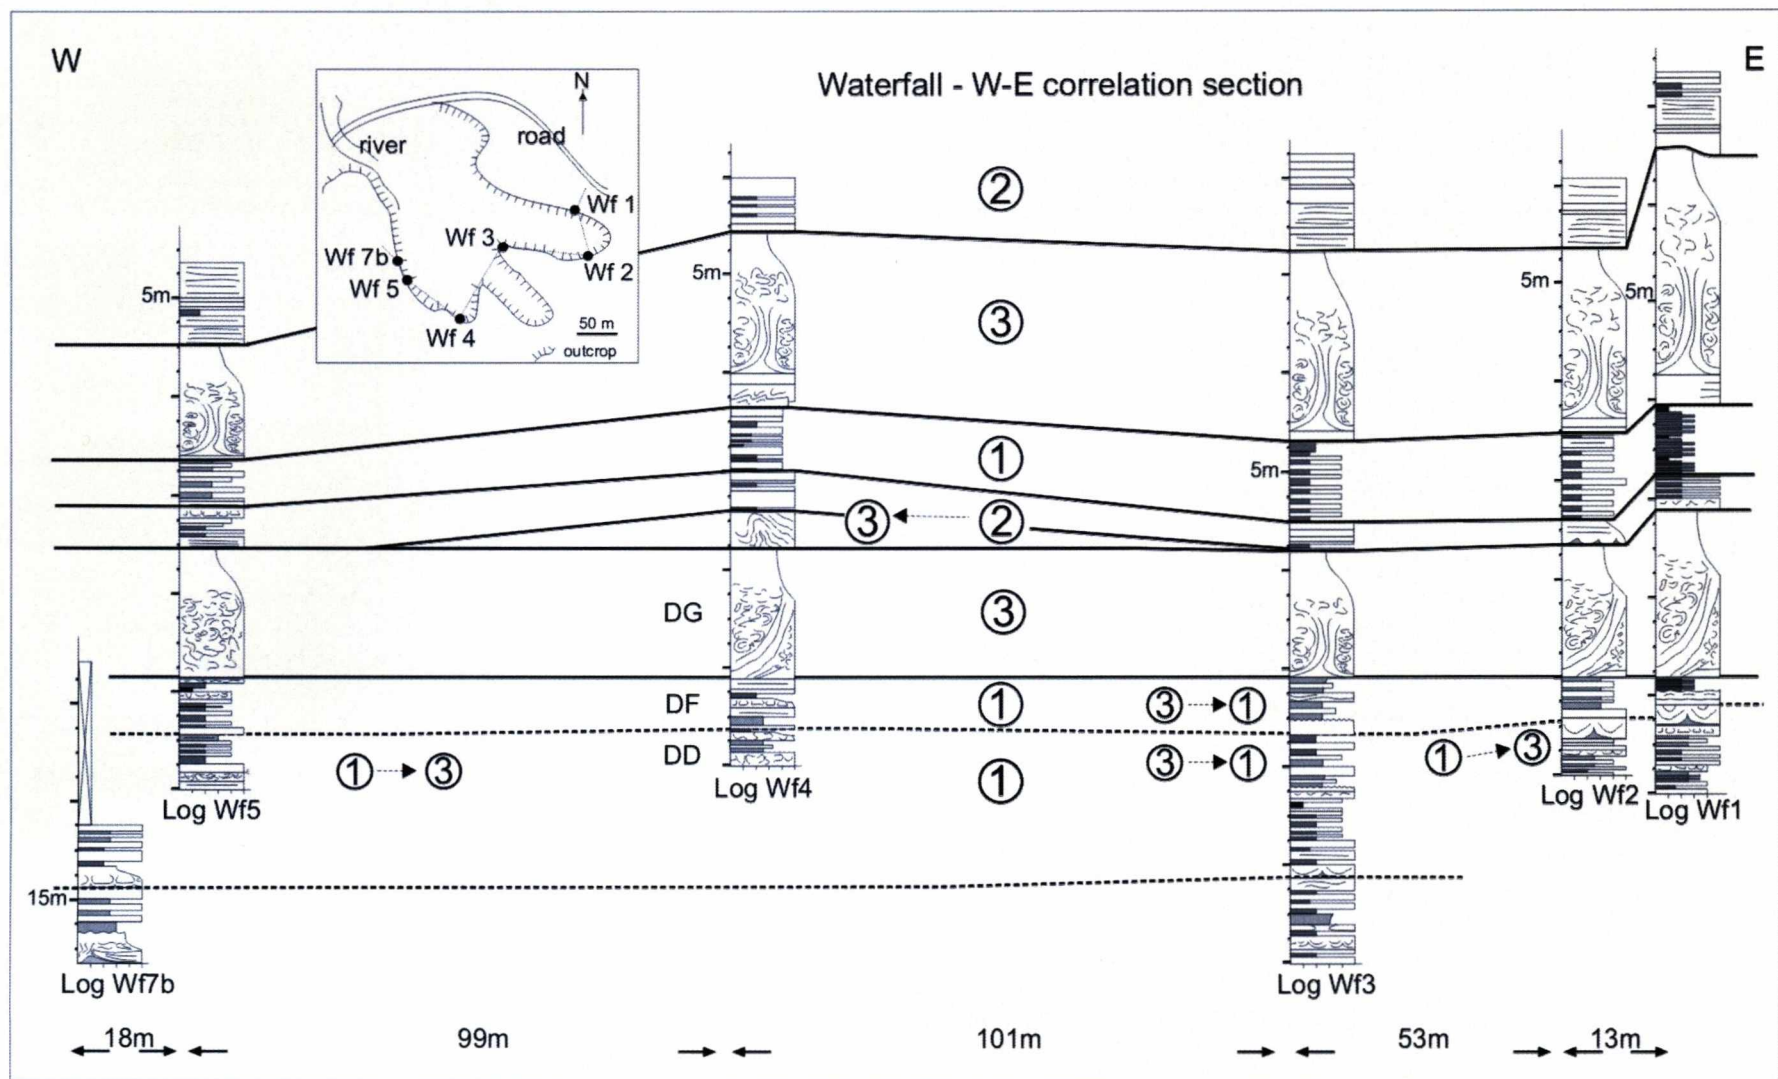 W
E
Waterfall - W-E correlation section
N
road
river
Wf 1
Wf 3
Wf 7b
Wf 2
Wf 5
Wf 4
50 m
outcrop
2
5m
5m
5m
5m
3
1
5m
3
2
DG
3
DF
1
3
1
DD
1
3
1
3
1
1
3
Log Wf5
Log Wf4
Log Wf2
Log Wf1
15m
Log Wf7b
Log Wf3
18m
99m
101m
53m
13m